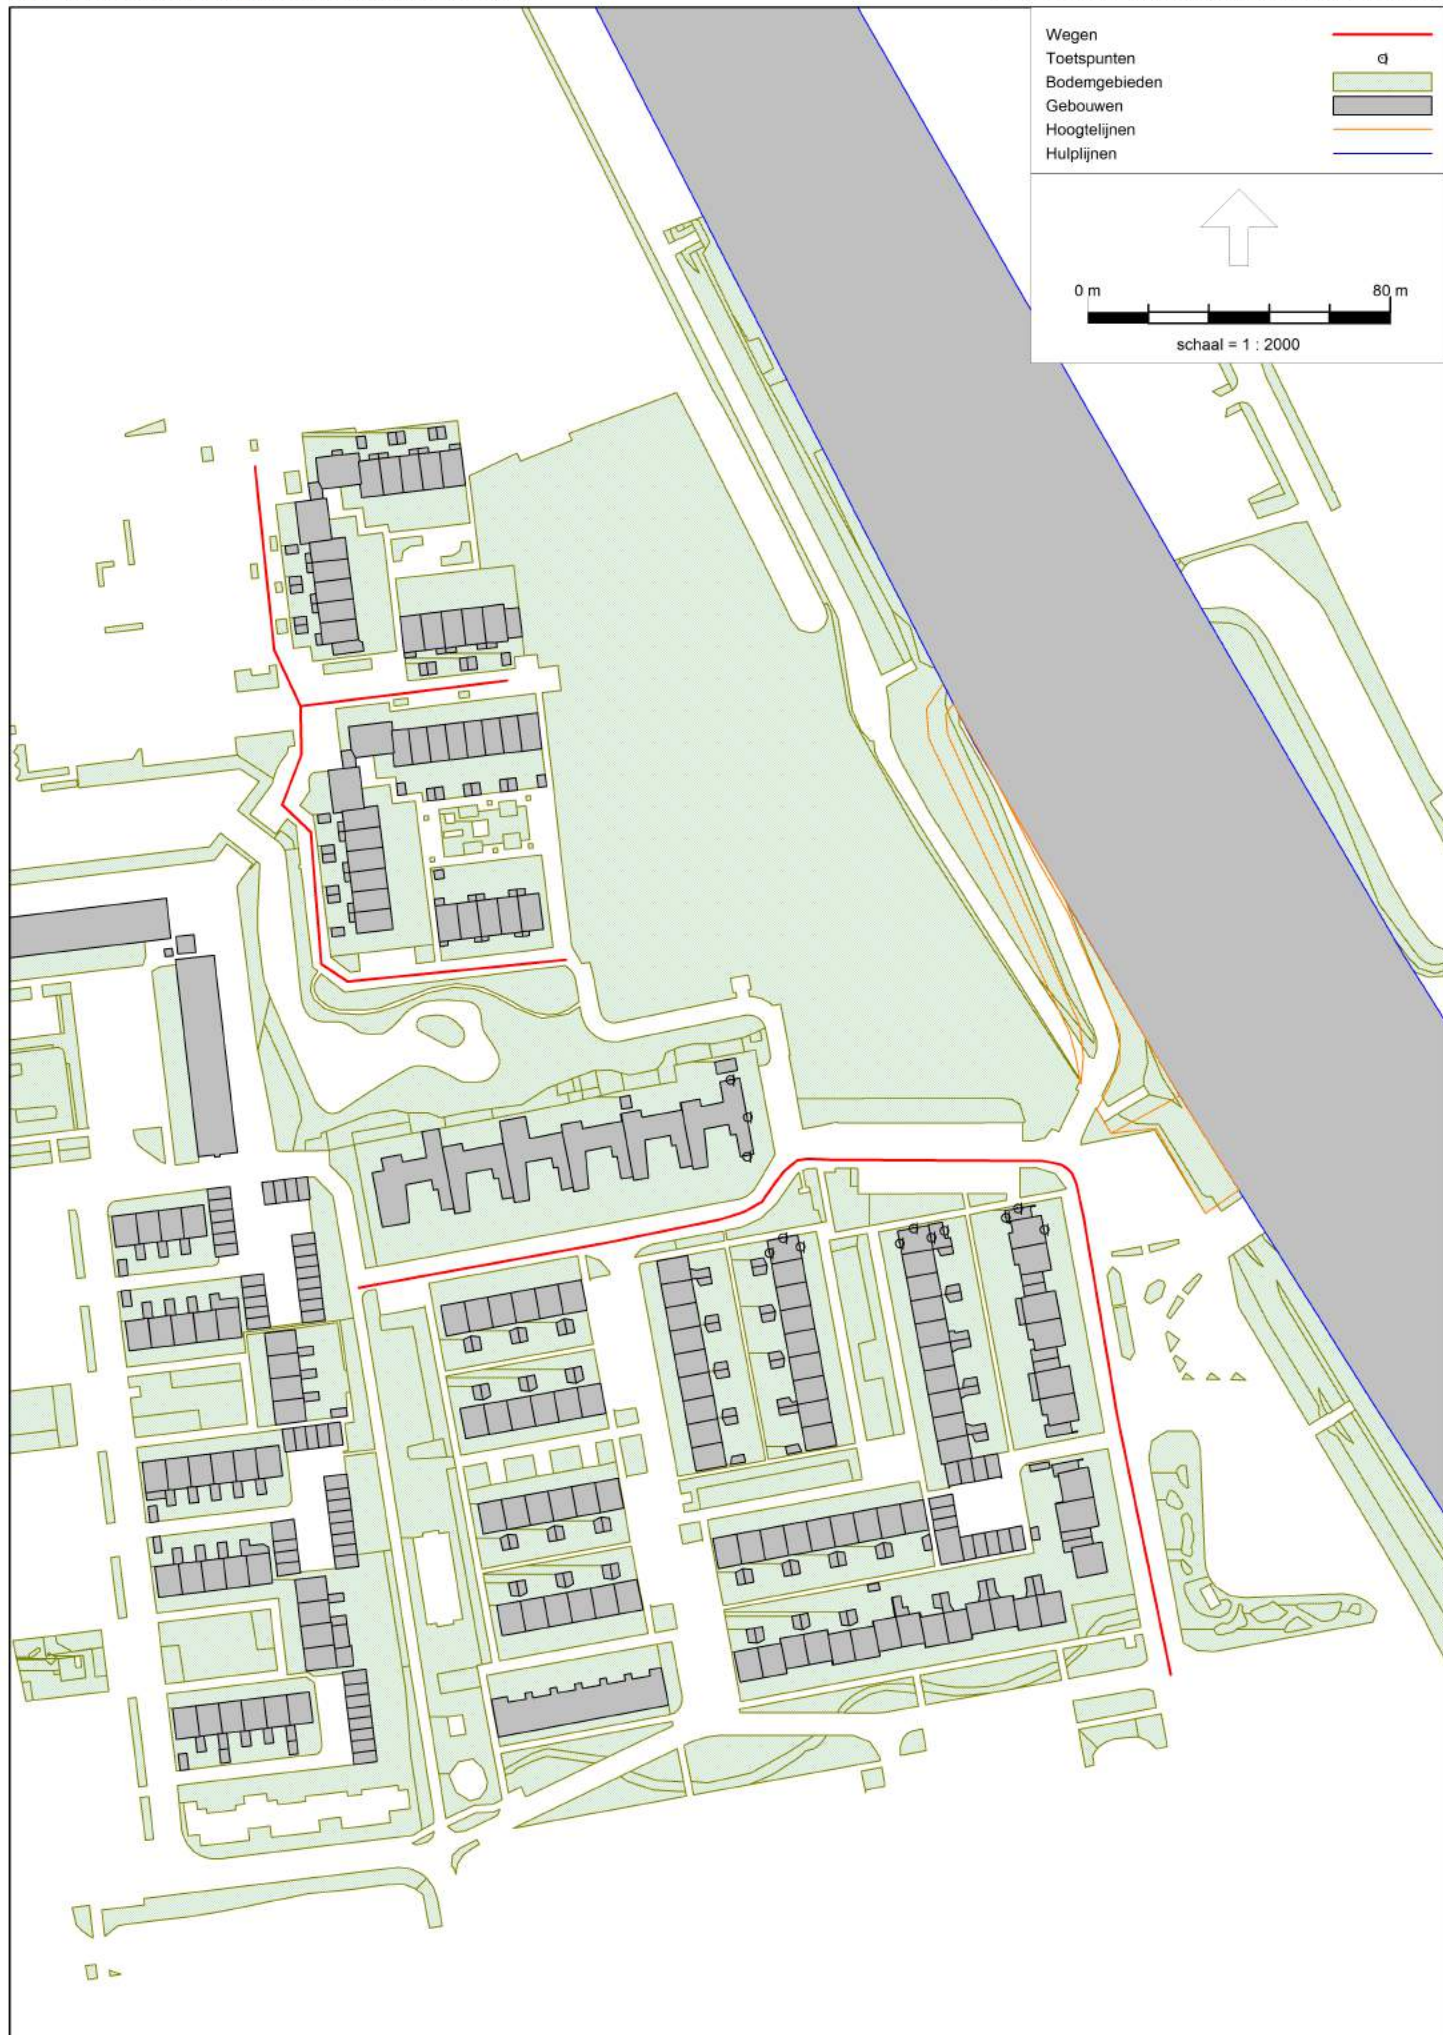 Wegen
Toetspunten
Bodemgebieden
Gebouwen
Hoogtelijnen
Hulplijnen
0 m 80 m
schaal = 1 : 2000